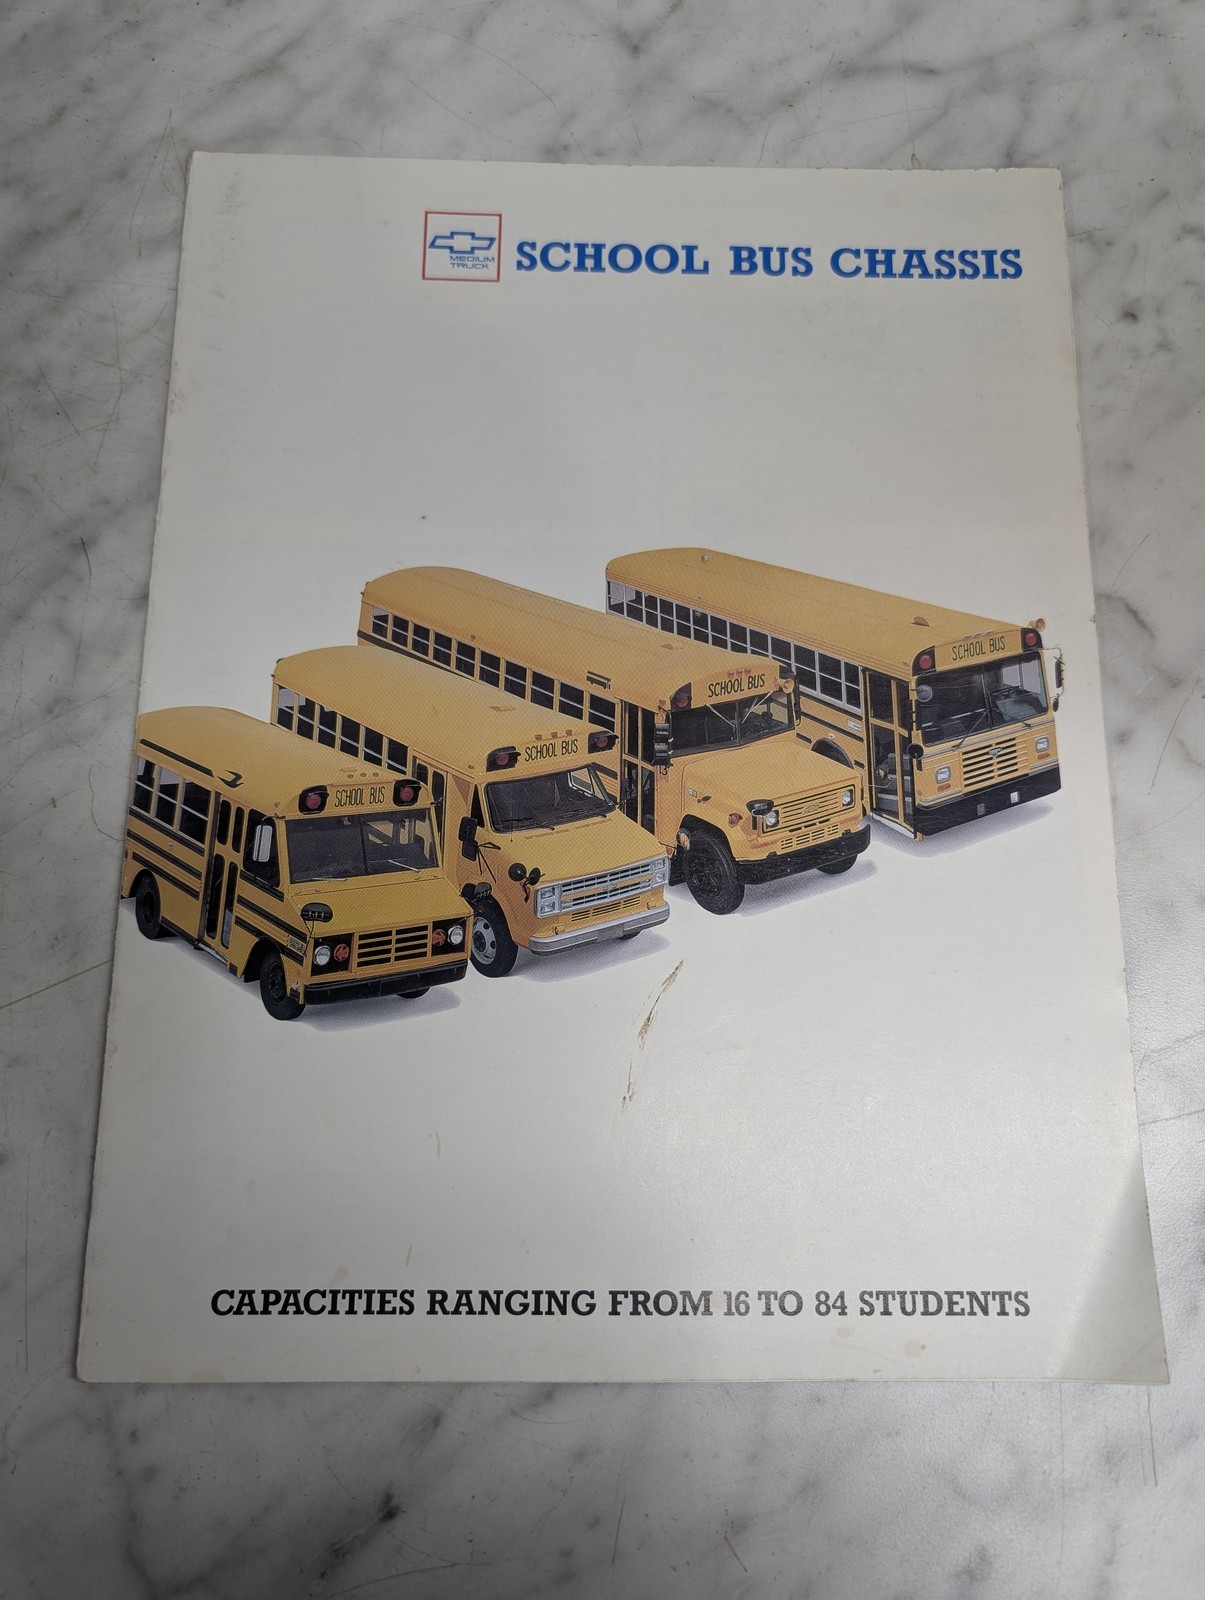 MEDIUM
TRUCK
SCHOOL BUS CHASSIS
SCHOOL BUS
SCHOOL BUS
SCHOOL BUS
SCHOOL BUS
CAPACITIES RANGING FROM 16 TO 84 STUDENTS